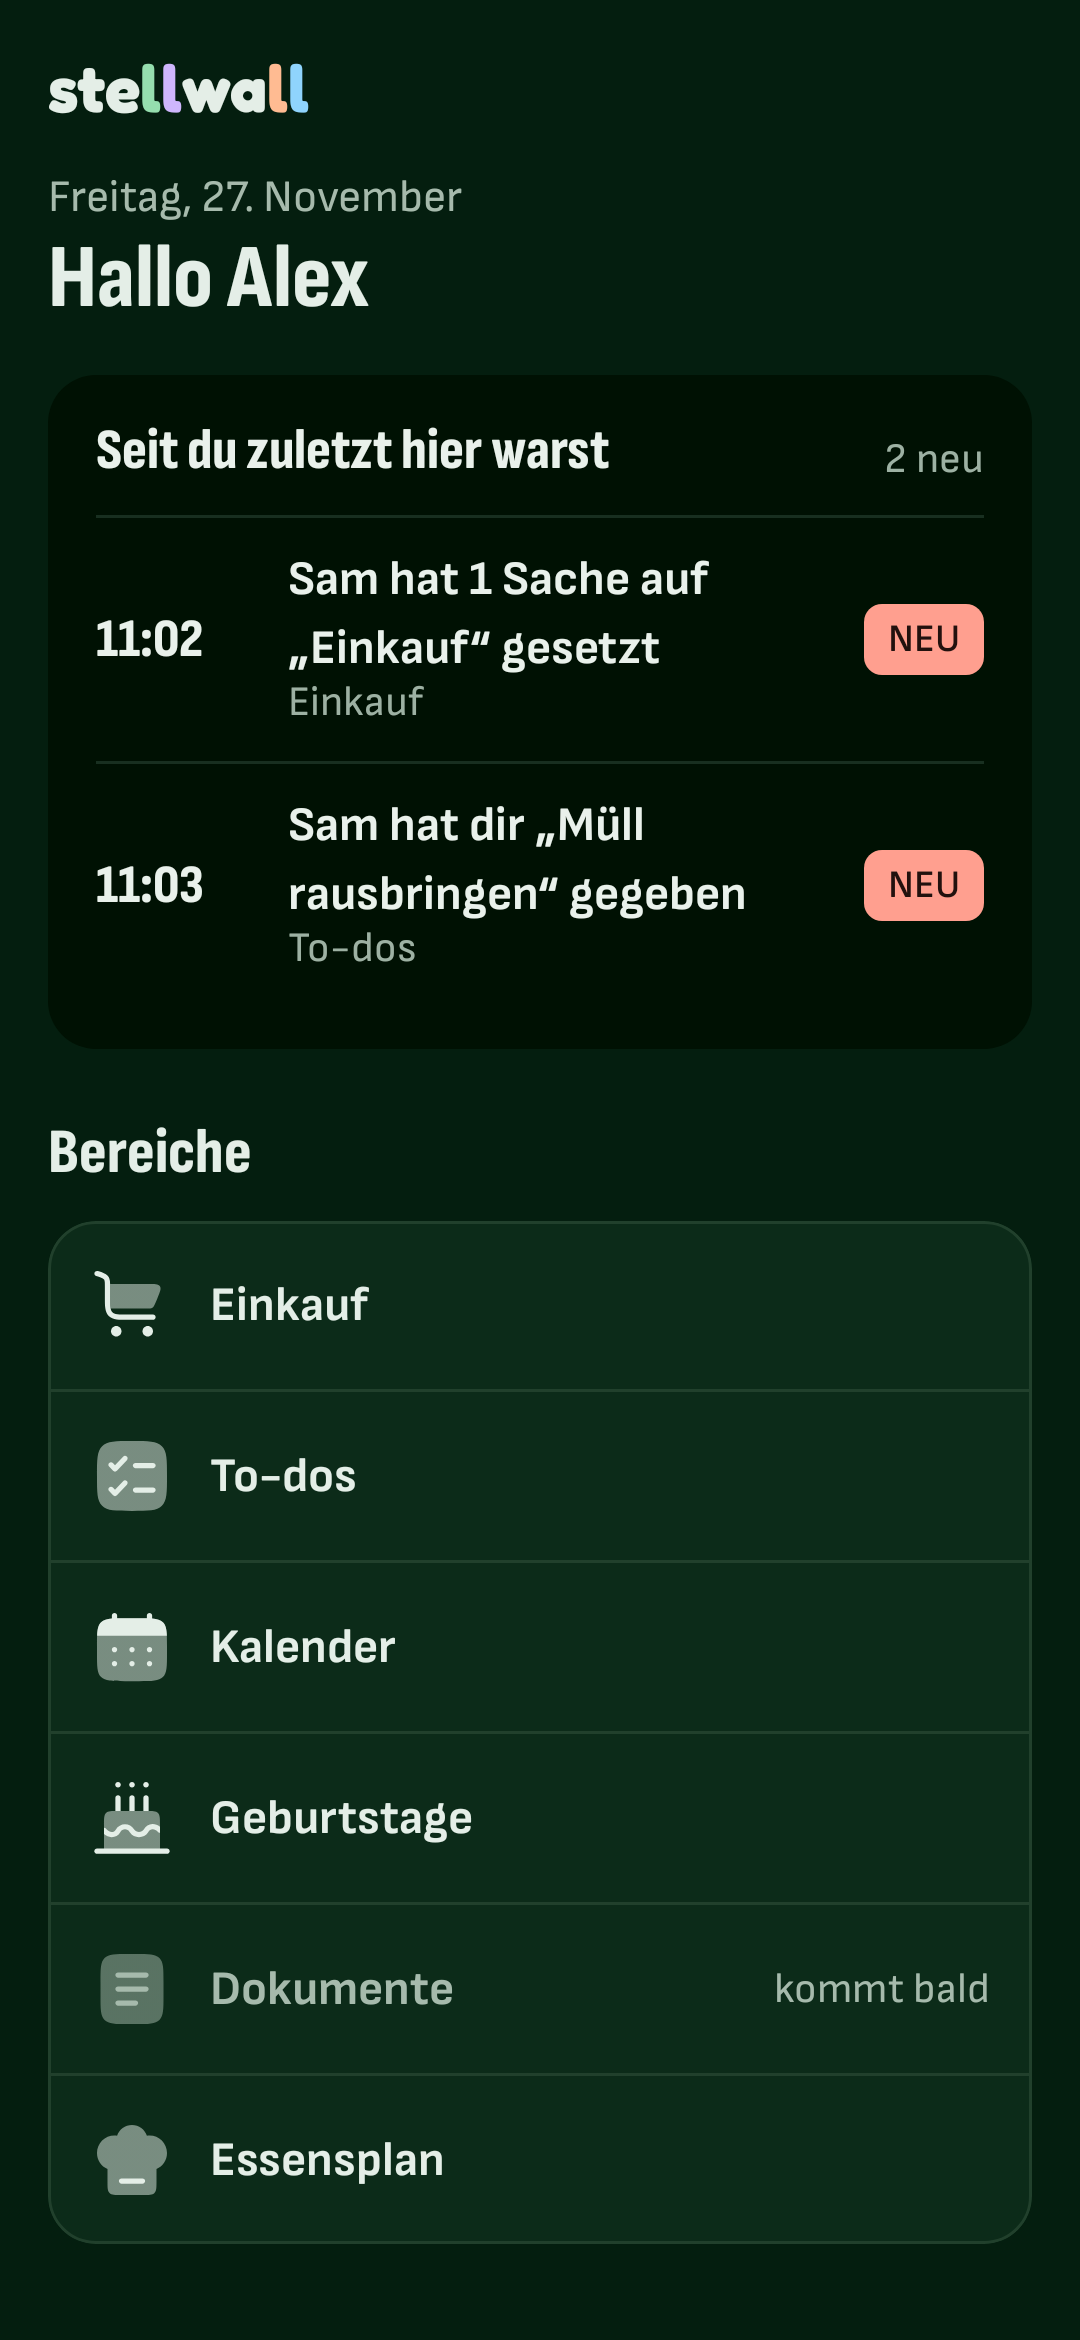 stellwall
Freitag, 27. November
Hallo Alex
Seit du zuletzt hier warst
2 neu
11:02
Sam hat 1 Sache auf
„Einkauf“ gesetzt
Einkauf
NEU
11:03
Sam hat dir „Müll
rausbringen“ gegeben
To-dos
NEU
Bereiche
Einkauf
To-dos
Kalender
Geburtstage
Dokumente
kommt bald
Essensplan